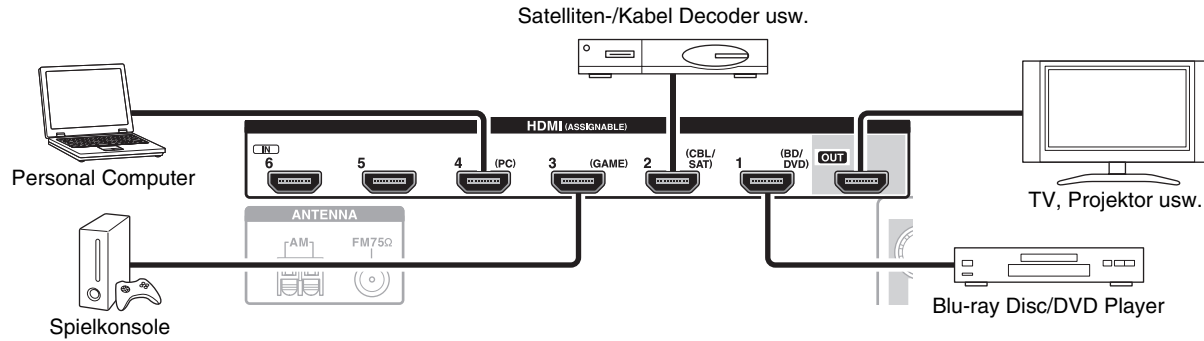 Satelliten-/Kabel Decoder usw.
HDMI (ASSIGNABLE)
IN
6
5
4 (PC)
3 (GAME)
2 (CBL/
SAT)
1 (BD/
DVD)
OUT
Personal Computer
TV, Projektor usw.
ANTENNA
AM
FM75Ω
Spielkonsole
Blu-ray Disc/DVD Player